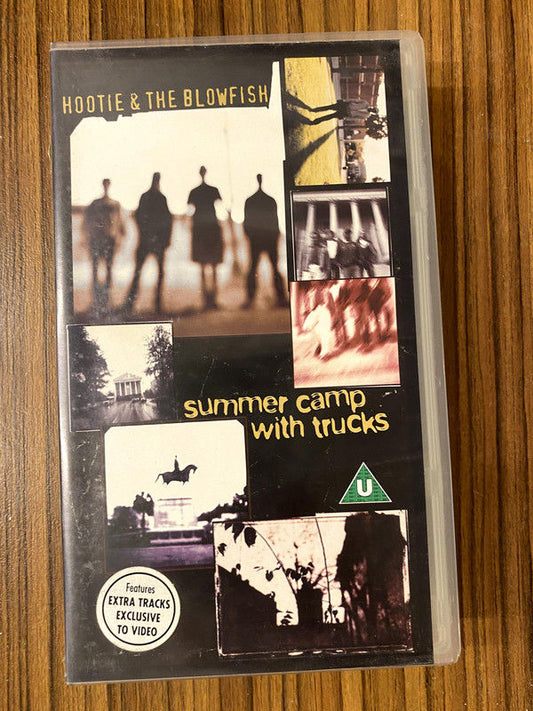 HOOTIE & THE BLOWFISH
summer camp
with trucks
U
Features
EXTRA TRACKS
EXCLUSIVE
TO VIDEO